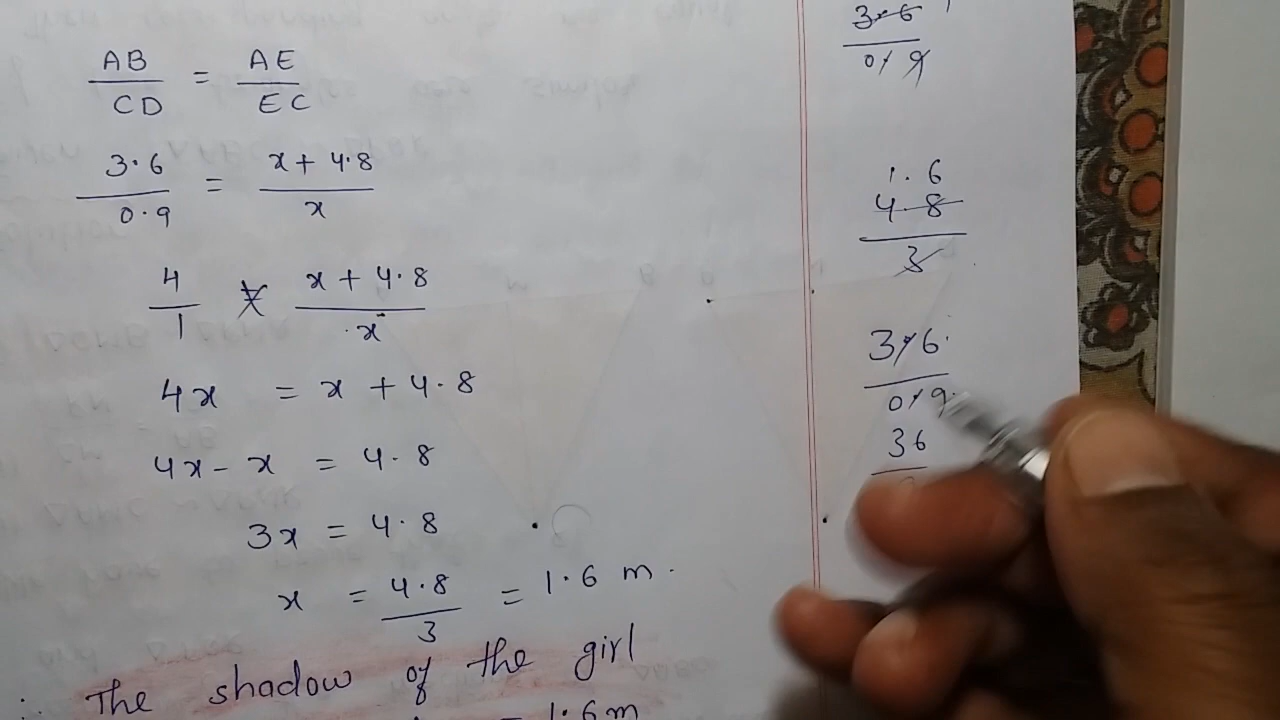 AB/CD = AE/EC
3.6/0.9 = x + 4.8/x
4/1 = x + 4.8/x
4x = x + 4.8
4x - x = 4.8
3x = 4.8
x = 4.8/3 = 1.6 m.
∴ The shadow of the girl
= 1.6m
3.6
0.9
1.6
4.8
3
3.6
0.9
36